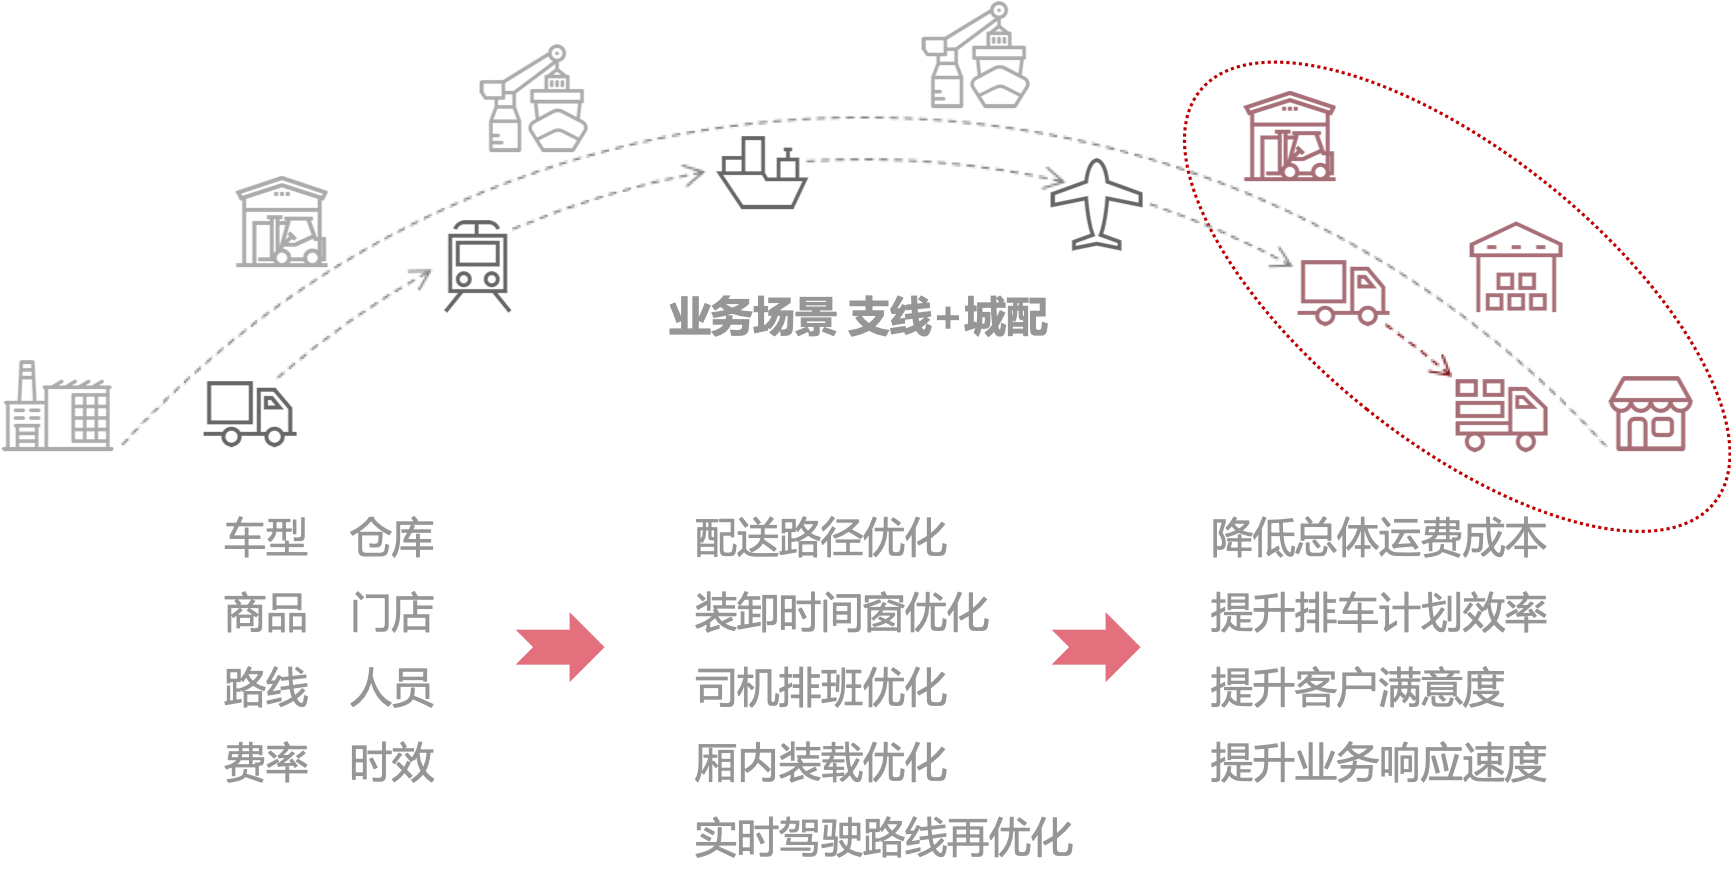 业务场景 支线+城配
车型 仓库
商品 门店
路线 人员
费率 时效
配送路径优化
装卸时间窗优化
司机排班优化
厢内装载优化
实时驾驶路线再优化
降低总体运费成本
提升排车计划效率
提升客户满意度
提升业务响应速度